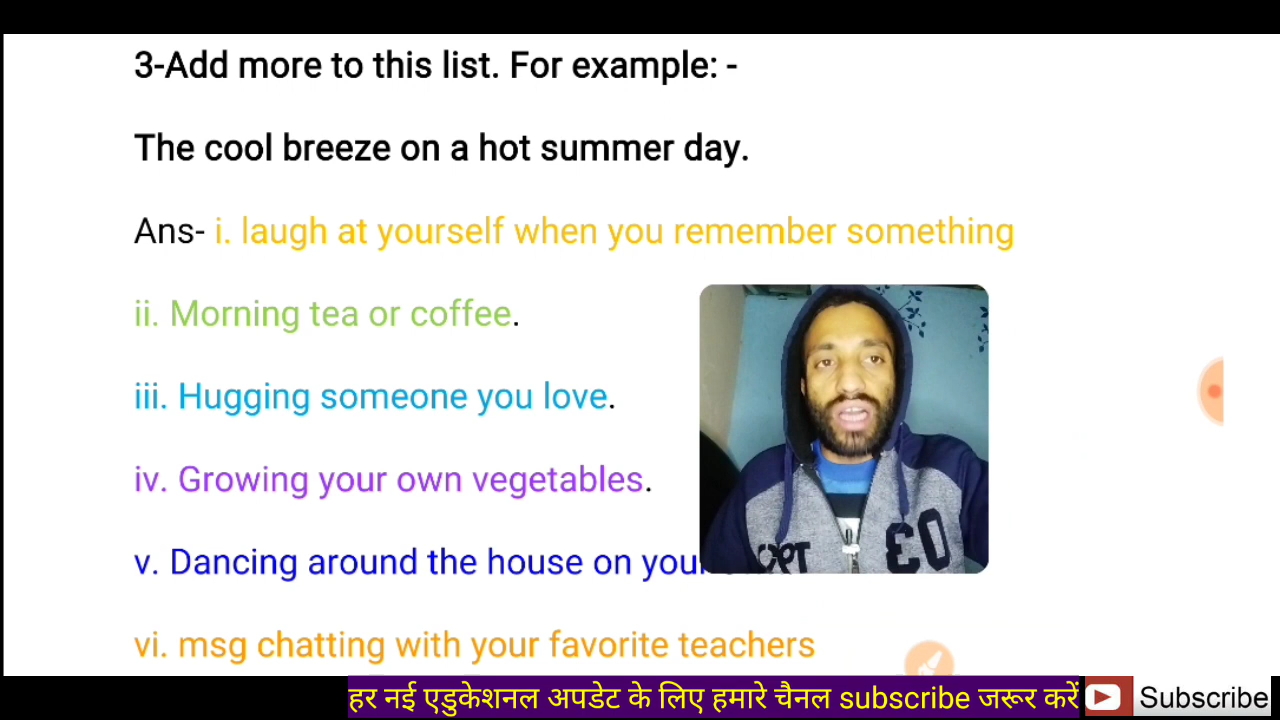 3-Add more to this list. For example: -
The cool breeze on a hot summer day.
Ans- i. laugh at yourself when you remember something
ii. Morning tea or coffee.
iii. Hugging someone you love.
iv. Growing your own vegetables.
v. Dancing around the house on your
vi. msg chatting with your favorite teachers
हर नई एडुकेशनल अपडेट के लिए हमारे चैनल subscribe जरूर करें Subscribe